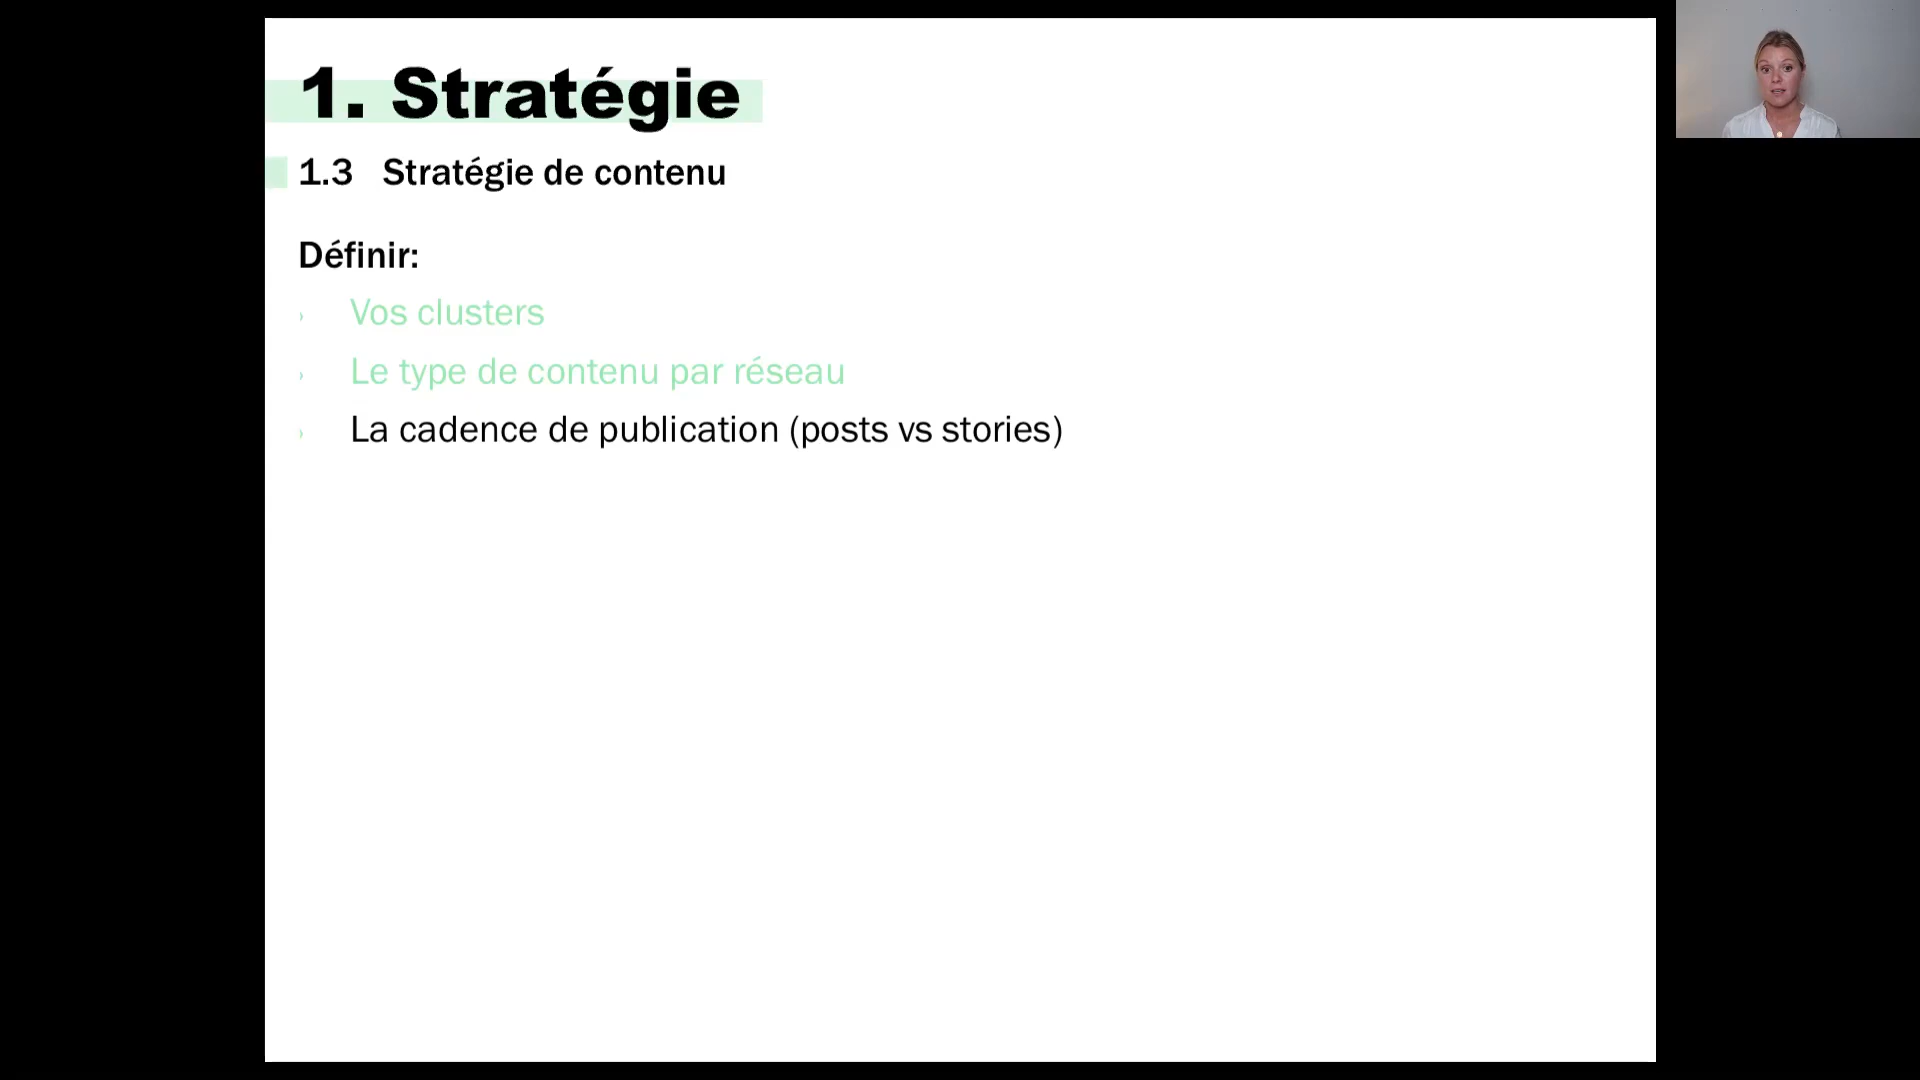 1. Stratégie
1.3 Stratégie de contenu
Définir:
› Vos clusters
› Le type de contenu par réseau
› La cadence de publication (posts vs stories)